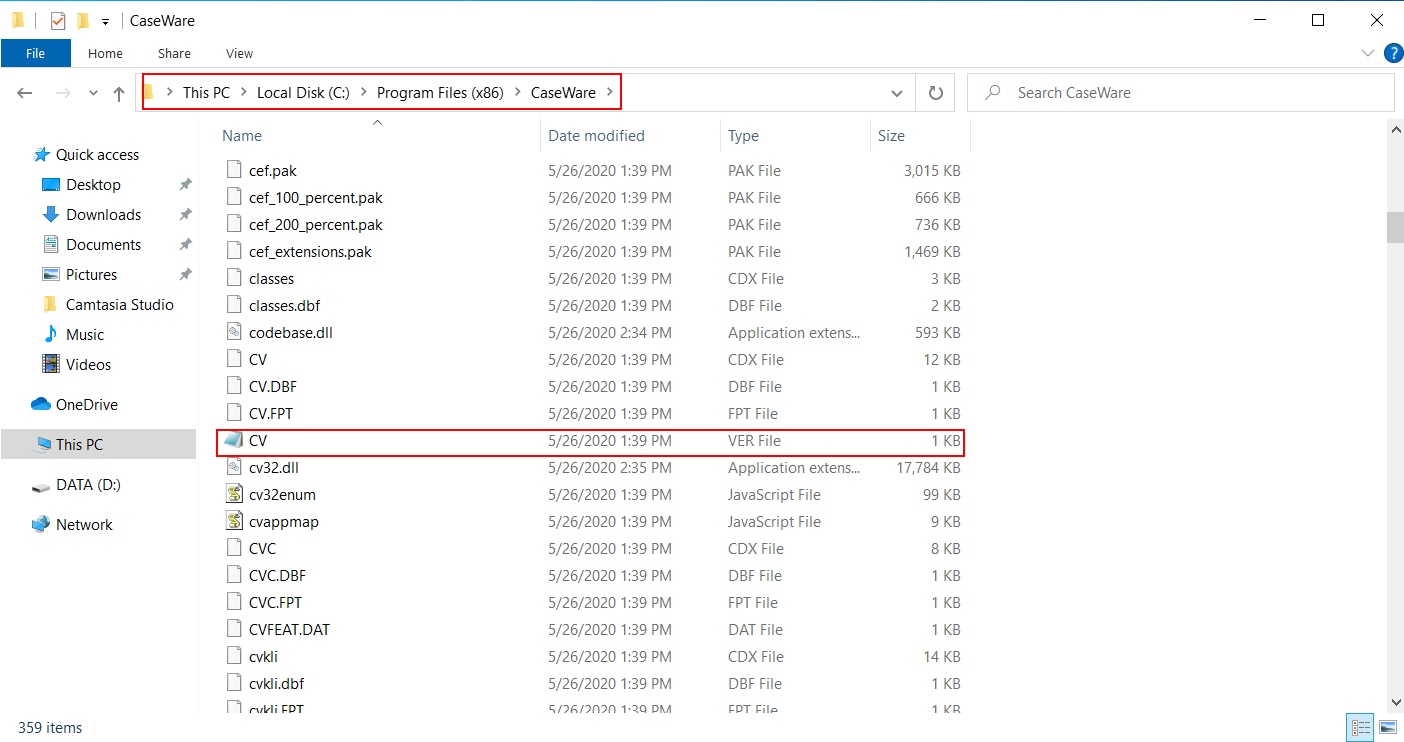 CaseWare
File Home Share View
This PC Local Disk (C:) Program Files (x86) CaseWare Search CaseWare
Name Date modified Type Size
Quick access
Desktop
Downloads
Documents
Pictures
Camtasia Studio
Music
Videos
OneDrive
This PC
DATA (D:)
Network
cef.pak 5/26/2020 1:39 PM PAK File 3,015 KB
cef_100_percent.pak 5/26/2020 1:39 PM PAK File 666 KB
cef_200_percent.pak 5/26/2020 1:39 PM PAK File 736 KB
cef_extensions.pak 5/26/2020 1:39 PM PAK File 1,469 KB
classes 5/26/2020 1:39 PM CDX File 3 KB
classes.dbf 5/26/2020 1:39 PM DBF File 2 KB
codebase.dll 5/26/2020 2:34 PM Application extens... 593 KB
CV 5/26/2020 1:39 PM CDX File 12 KB
CV.DBF 5/26/2020 1:39 PM DBF File 1 KB
CV.FPT 5/26/2020 1:39 PM FPT File 1 KB
CV 5/26/2020 1:39 PM VER File 1 KB
cv32.dll 5/26/2020 2:35 PM Application extens... 17,784 KB
cv32enum 5/26/2020 1:39 PM JavaScript File 99 KB
cvappmap 5/26/2020 1:39 PM JavaScript File 9 KB
CVC 5/26/2020 1:39 PM CDX File 8 KB
CVC.DBF 5/26/2020 1:39 PM DBF File 1 KB
CVC.FPT 5/26/2020 1:39 PM FPT File 1 KB
CVFEAT.DAT 5/26/2020 1:39 PM DAT File 1 KB
cvkli 5/26/2020 1:39 PM CDX File 14 KB
cvkli.dbf 5/26/2020 1:39 PM DBF File 1 KB
cvkli.FPT 5/26/2020 1:39 PM FPT File 1 KB
359 items